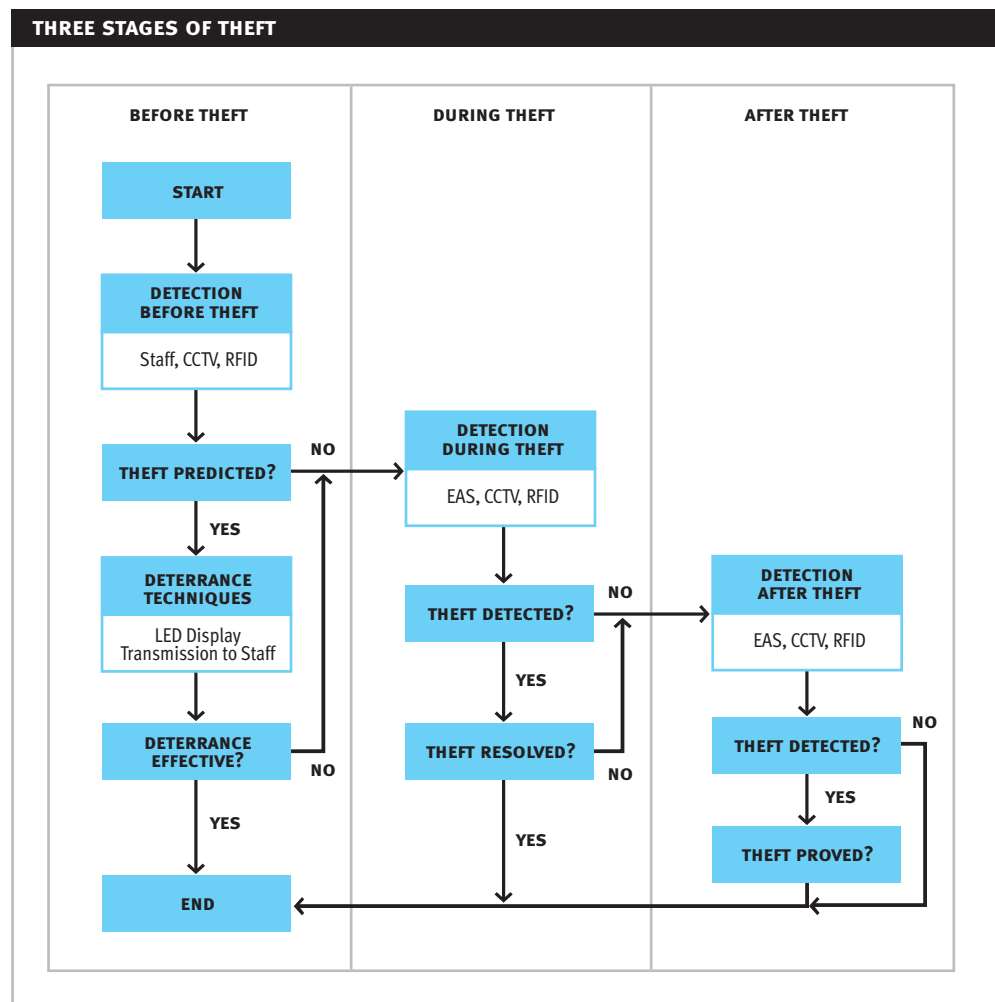 THREE STAGES OF THEFT
BEFORE THEFT
START
DETECTION
BEFORE THEFT
Staff, CCTV, RFID
THEFT PREDICTED?
NO
YES
DETERRANCE
TECHNIQUES
LED Display
Transmission to Staff
DETERRANCE
EFFECTIVE?
NO
YES
END
DURING THEFT
DETECTION
DURING THEFT
EAS, CCTV, RFID
THEFT DETECTED?
NO
YES
THEFT RESOLVED?
NO
YES
AFTER THEFT
DETECTION
AFTER THEFT
EAS, CCTV, RFID
THEFT DETECTED?
NO
YES
THEFT PROVED?